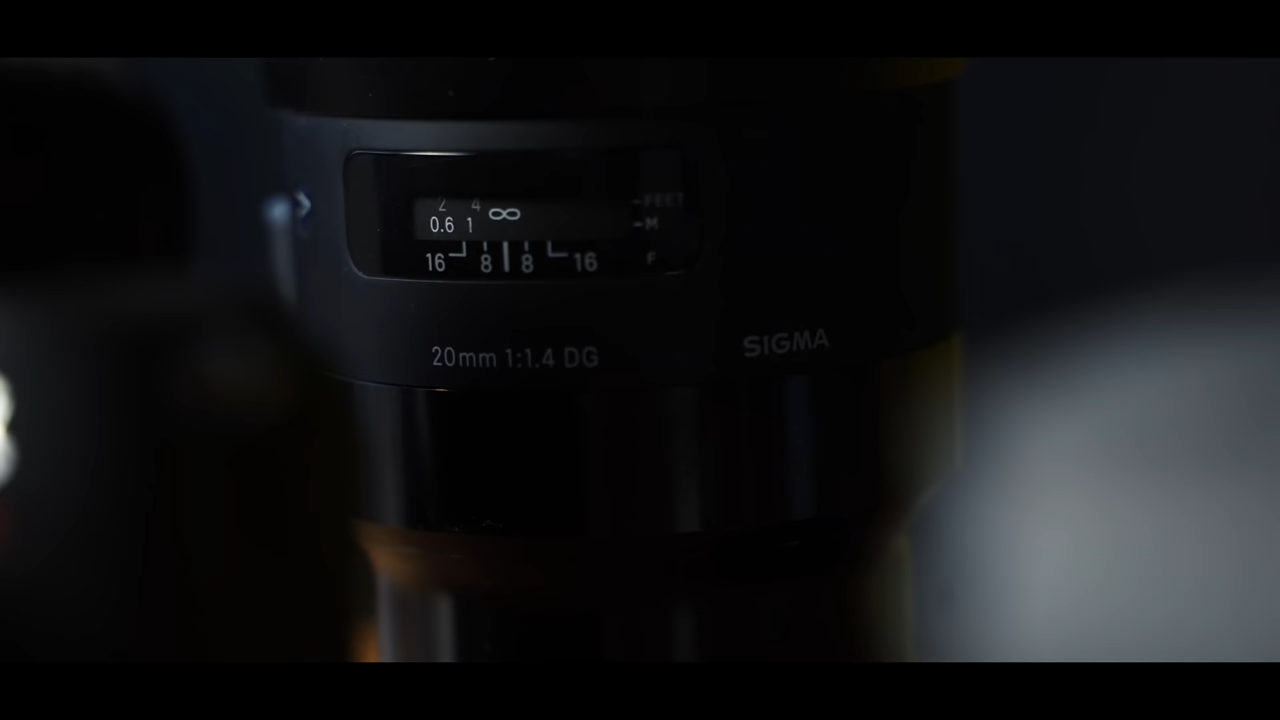 2 4 ∞ FEET
0.6 1 M
16 8 8 16 F
20mm 1:1.4 DG
SIGMA